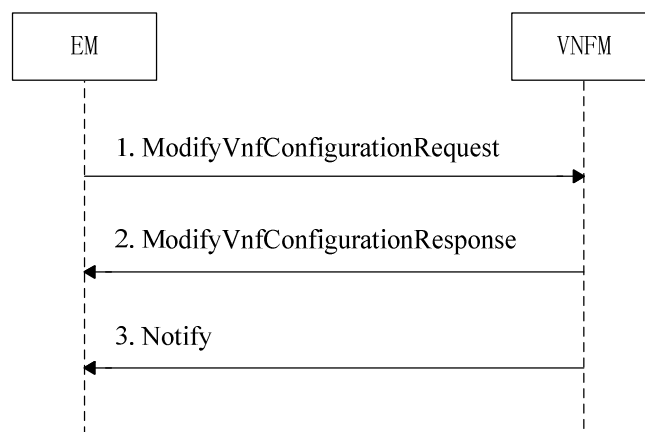 EM
VNFM
1. ModifyVnfConfigurationRequest
2. ModifyVnfConfigurationResponse
3. Notify